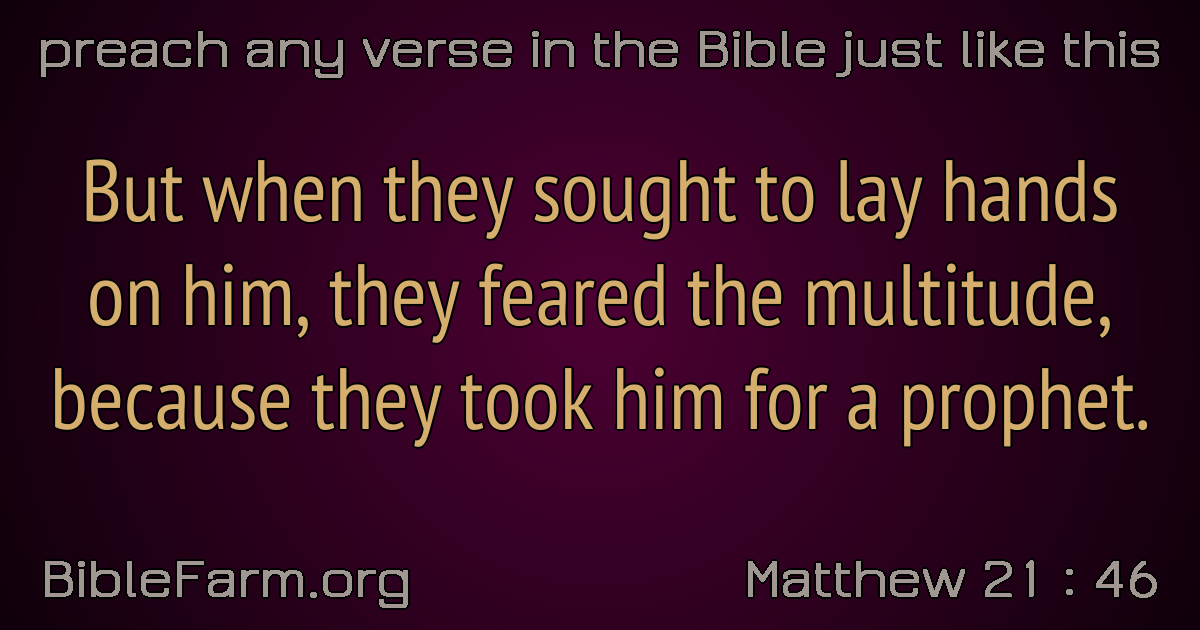 preach any verse in the Bible just like this
But when they sought to lay hands
on him, they feared the multitude,
because they took him for a prophet.
BibleFarm.org
Matthew 21 : 46